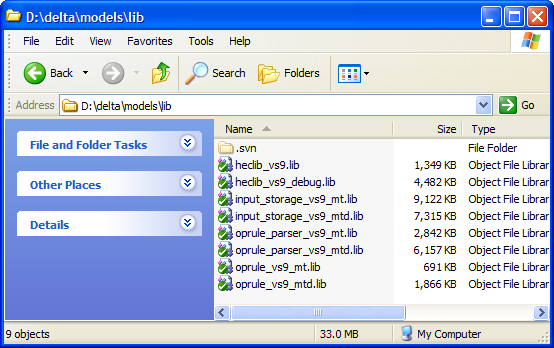 D:\delta\models\lib
File Edit View Favorites Tools Help
Back Search Folders
Address D:\delta\models\lib Go
File and Folder Tasks
Other Places
Details
Name Size Type
.svn File Folder
heclib_vs9.lib 1,349 KB Object File Librar
heclib_vs9_debug.lib 4,482 KB Object File Librar
input_storage_vs9_mt.lib 9,122 KB Object File Librar
input_storage_vs9_mtd.lib 7,315 KB Object File Librar
oprule_parser_vs9_mt.lib 2,842 KB Object File Librar
oprule_parser_vs9_mtd.lib 6,157 KB Object File Librar
oprule_vs9_mt.lib 691 KB Object File Librar
oprule_vs9_mtd.lib 1,866 KB Object File Librar
9 objects 33.0 MB My Computer